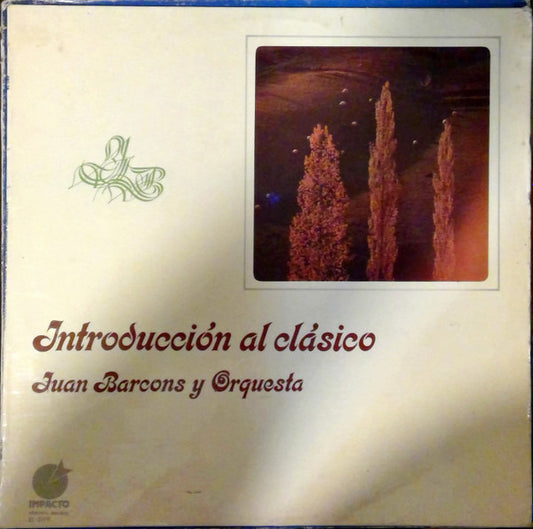 Introducción al clásico
Juan Barcons y Orquesta
IMPACTO